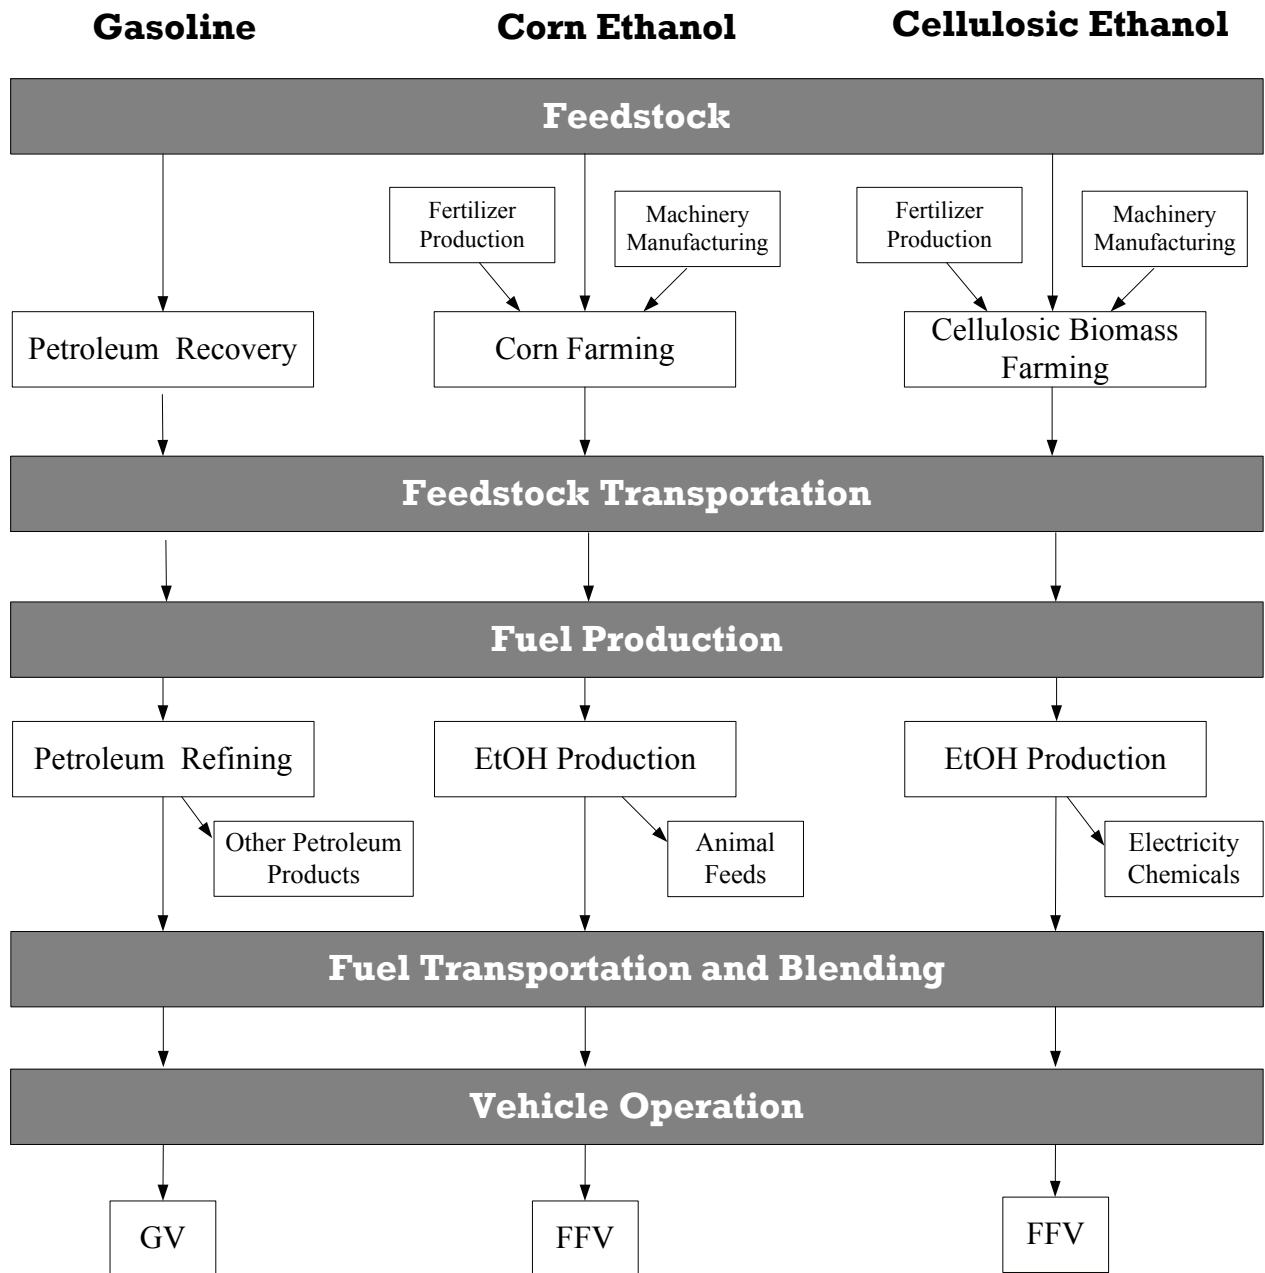 Gasoline
Corn Ethanol
Cellulosic Ethanol
Feedstock
Fertilizer
Production
Machinery
Manufacturing
Fertilizer
Production
Machinery
Manufacturing
Petroleum Recovery
Corn Farming
Cellulosic Biomass
Farming
Feedstock Transportation
Fuel Production
Petroleum Refining
EtOH Production
EtOH Production
Other Petroleum
Products
Animal
Feeds
Electricity
Chemicals
Fuel Transportation and Blending
Vehicle Operation
GV
FFV
FFV